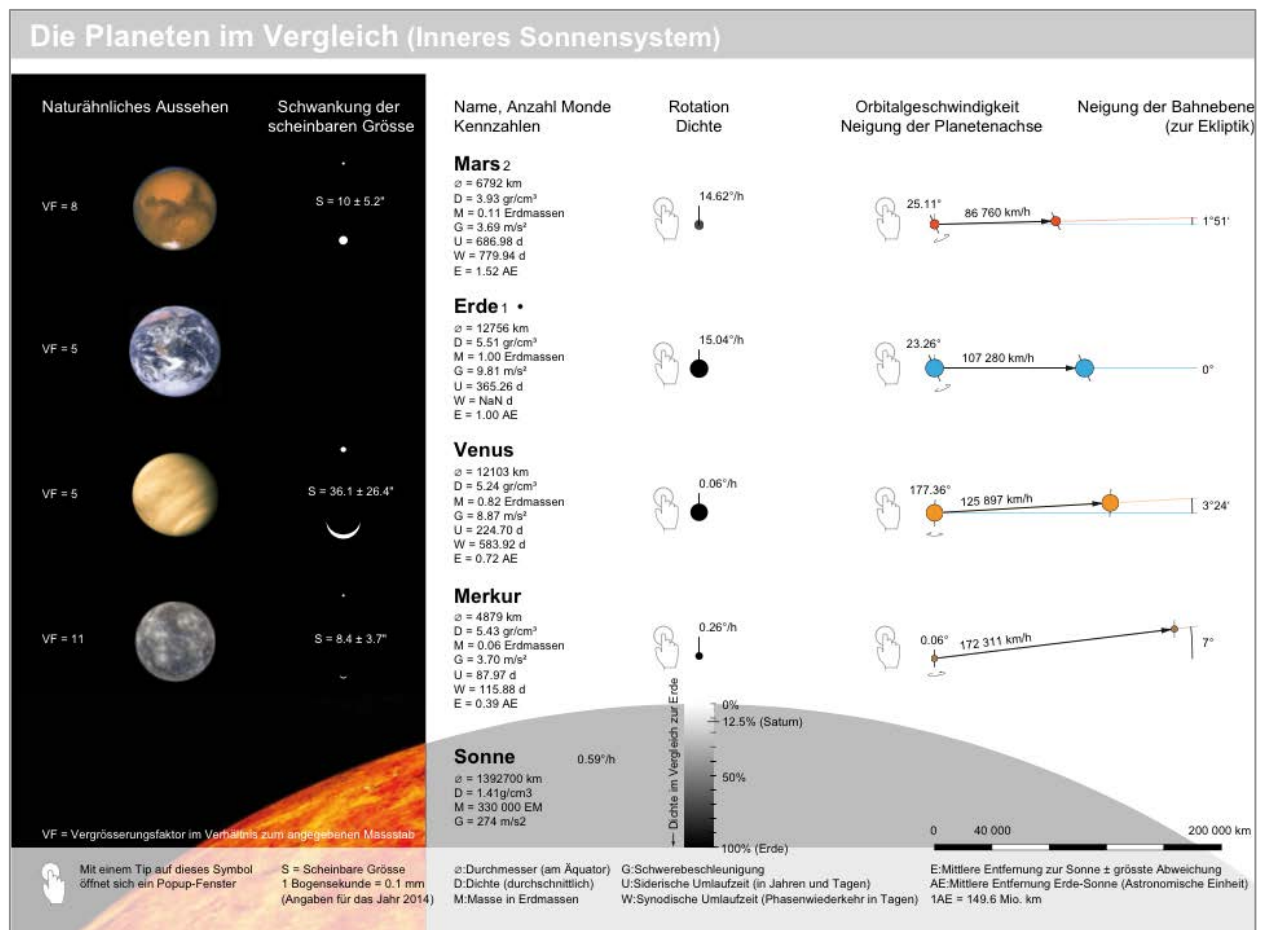 Die Planeten im Vergleich (Inneres Sonnensystem)
Naturähnliches Aussehen
Schwankung der
scheinbaren Grösse
Name, Anzahl Monde
Kennzahlen
Rotation
Dichte
Orbitalgeschwindigkeit
Neigung der Planetenachse
Neigung der Bahnebene
(zur Ekliptik)
VF = 8
S = 10 ± 5.2"
Mars 2
⌀ = 6792 km
D = 3.93 gr/cm³
M = 0.11 Erdmassen
G = 3.69 m/s²
U = 686.98 d
W = 779.94 d
E = 1.52 AE
14.62°/h
25.11°
86 760 km/h
1°51'
VF = 5
Erde 1 •
⌀ = 12756 km
D = 5.51 gr/cm³
M = 1.00 Erdmassen
G = 9.81 m/s²
U = 365.26 d
W = NaN d
E = 1.00 AE
15.04°/h
23.26°
107 280 km/h
0°
VF = 5
S = 36.1 ± 26.4"
Venus
⌀ = 12103 km
D = 5.24 gr/cm³
M = 0.82 Erdmassen
G = 8.87 m/s²
U = 224.70 d
W = 583.92 d
E = 0.72 AE
0.06°/h
177.36°
125 897 km/h
3°24'
VF = 11
S = 8.4 ± 3.7"
Merkur
⌀ = 4879 km
D = 5.43 gr/cm³
M = 0.06 Erdmassen
G = 3.70 m/s²
U = 87.97 d
W = 115.88 d
E = 0.39 AE
0.26°/h
0.06°
172 311 km/h
7°
Sonne
0.59°/h
⌀ = 1392700 km
D = 1.41g/cm3
M = 330 000 EM
G = 274 m/s2
← Dichte im Vergleich zur Erde
0%
12.5% (Saturn)
50%
100% (Erde)
0 40 000 200 000 km
VF = Vergrösserungsfaktor im Verhältnis zum angegebenen Massstab
Mit einem Tip auf dieses Symbol
öffnet sich ein Popup-Fenster
S = Scheinbare Grösse
1 Bogensekunde = 0.1 mm
(Angaben für das Jahr 2014)
⌀:Durchmesser (am Äquator)
D:Dichte (durchschnittlich)
M:Masse in Erdmassen
G:Schwerebeschleunigung
U:Siderische Umlaufzeit (in Jahren und Tagen)
W:Synodische Umlaufzeit (Phasenwiederkehr in Tagen)
E:Mittlere Entfernung zur Sonne ± grösste Abweichung
AE:Mittlere Entfernung Erde-Sonne (Astronomische Einheit)
1AE = 149.6 Mio. km